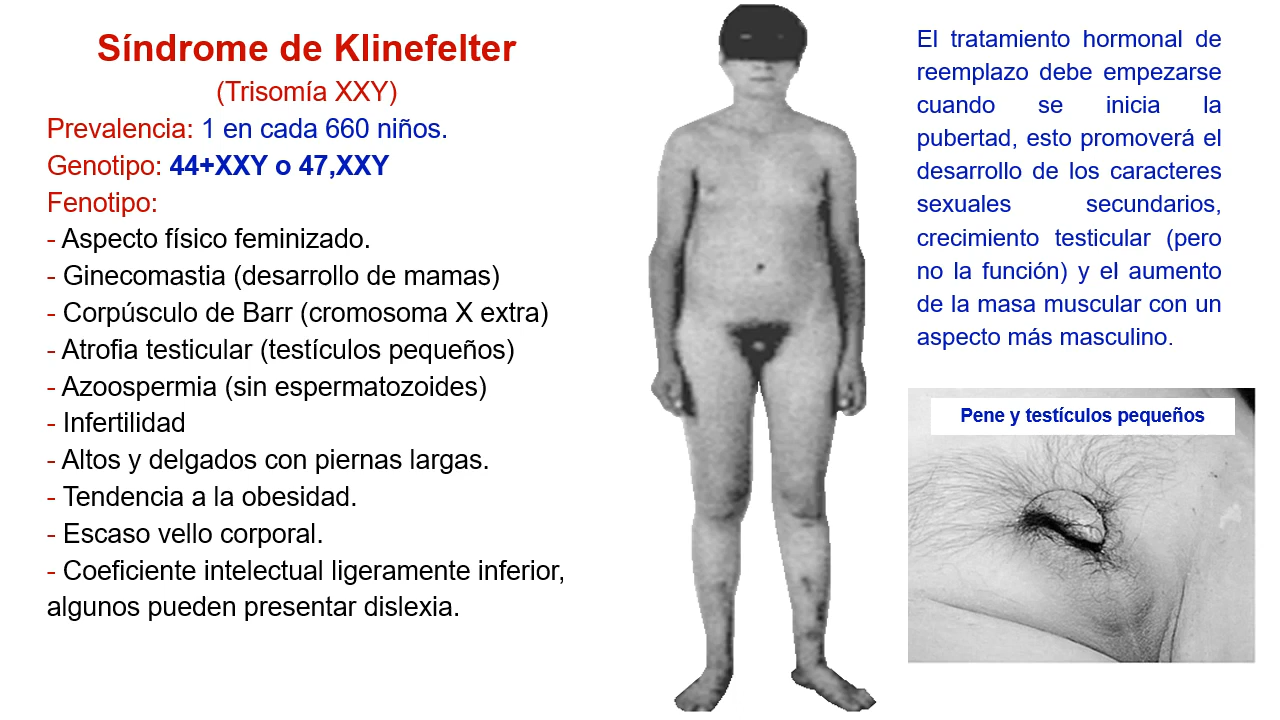 Síndrome de Klinefelter
(Trisomía XXY)
Prevalencia: 1 en cada 660 niños.
Genotipo: 44+XXY o 47,XXY
Fenotipo:
- Aspecto físico feminizado.
- Ginecomastia (desarrollo de mamas)
- Corpúsculo de Barr (cromosoma X extra)
- Atrofia testicular (testículos pequeños)
- Azoospermia (sin espermatozoides)
- Infertilidad
- Altos y delgados con piernas largas.
- Tendencia a la obesidad.
- Escaso vello corporal.
- Coeficiente intelectual ligeramente inferior,
algunos pueden presentar dislexia.
El tratamiento hormonal de
reemplazo debe empezarse
cuando se inicia la
pubertad, esto promoverá el
desarrollo de los caracteres
sexuales secundarios,
crecimiento testicular (pero
no la función) y el aumento
de la masa muscular con un
aspecto más masculino.
Pene y testículos pequeños